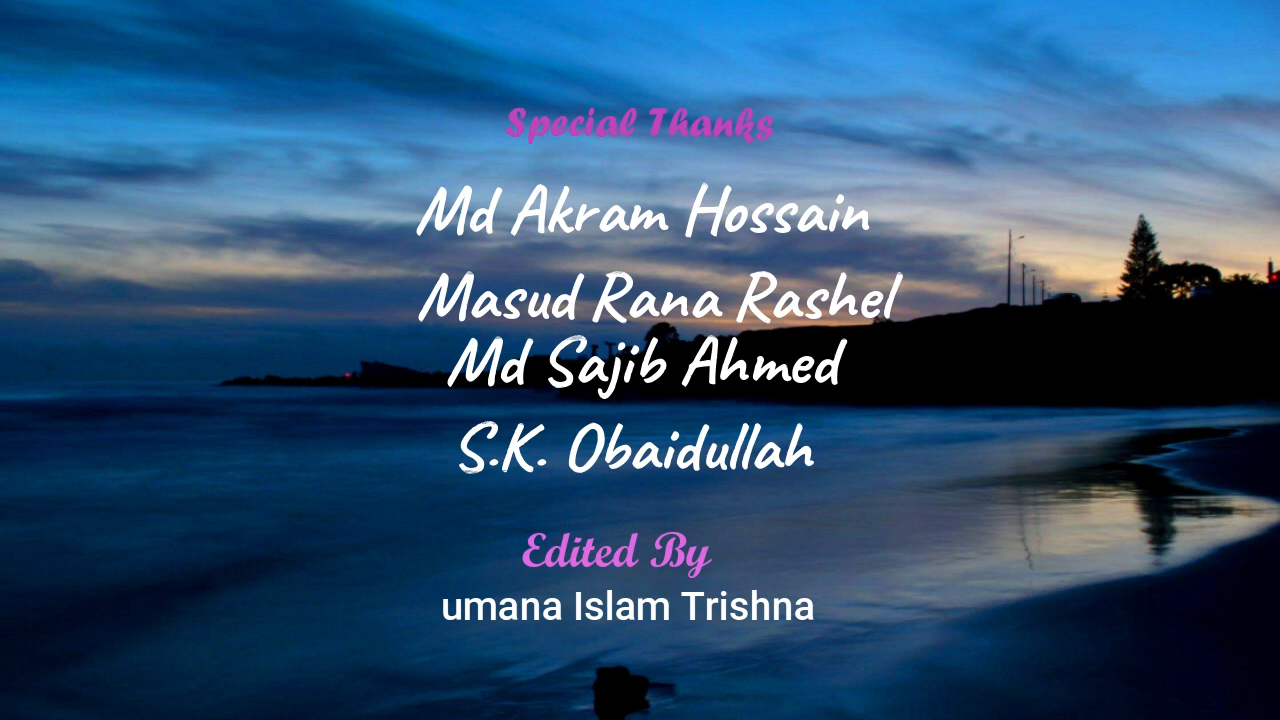 Special Thanks
Md Akram Hossain
Masud Rana Rashel
Md Sajib Ahmed
S.K. Obaidullah
Edited By
umana Islam Trishna